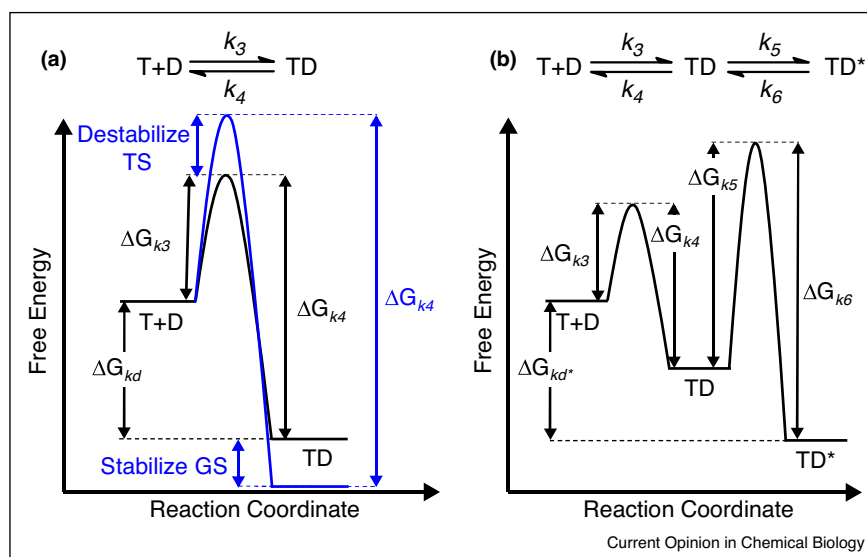 (a)
k3
T+D TD
k4
Destabilize
TS
ΔGk3
ΔGk4
ΔGk4
T+D
ΔGkd
TD
Stabilize GS
Free Energy
Reaction Coordinate
(b)
k3 k5
T+D TD TD*
k4 k6
ΔGk5
ΔGk4
ΔGk3
ΔGk6
T+D
ΔGkd*
TD
TD*
Free Energy
Reaction Coordinate
Current Opinion in Chemical Biology